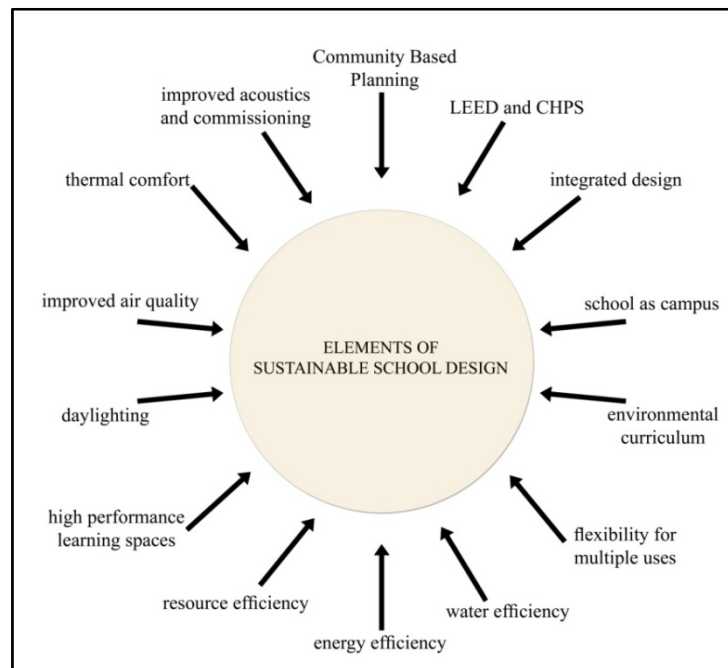 Community Based
Planning
LEED and CHPS
integrated design
school as campus
environmental
curriculum
flexibility for
multiple uses
water efficiency
energy efficiency
resource efficiency
high performance
learning spaces
daylighting
improved air quality
thermal comfort
improved acoustics
and commissioning
ELEMENTS OF
SUSTAINABLE SCHOOL DESIGN